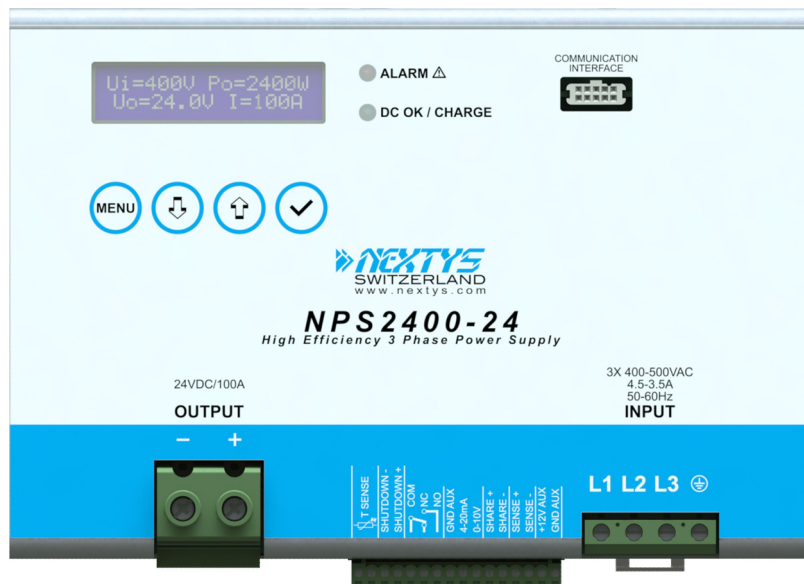 Ui=400V Po=2400W
Uo=24.0V I=100A
ALARM ⚠
DC OK / CHARGE
COMMUNICATION
INTERFACE
MENU
NEXTYS
SWITZERLAND
www.nextys.com
NPS2400-24
High Efficiency 3 Phase Power Supply
24VDC/100A
OUTPUT
− +
3X 400-500VAC
4.5-3.5A
50-60Hz
INPUT
T SENSE
SHUTDOWN -
SHUTDOWN +
COM
NC
NO
GND AUX
4-20mA
0-10V
SHARE +
SHARE -
SENSE +
SENSE -
+12V AUX
GND AUX
L1 L2 L3